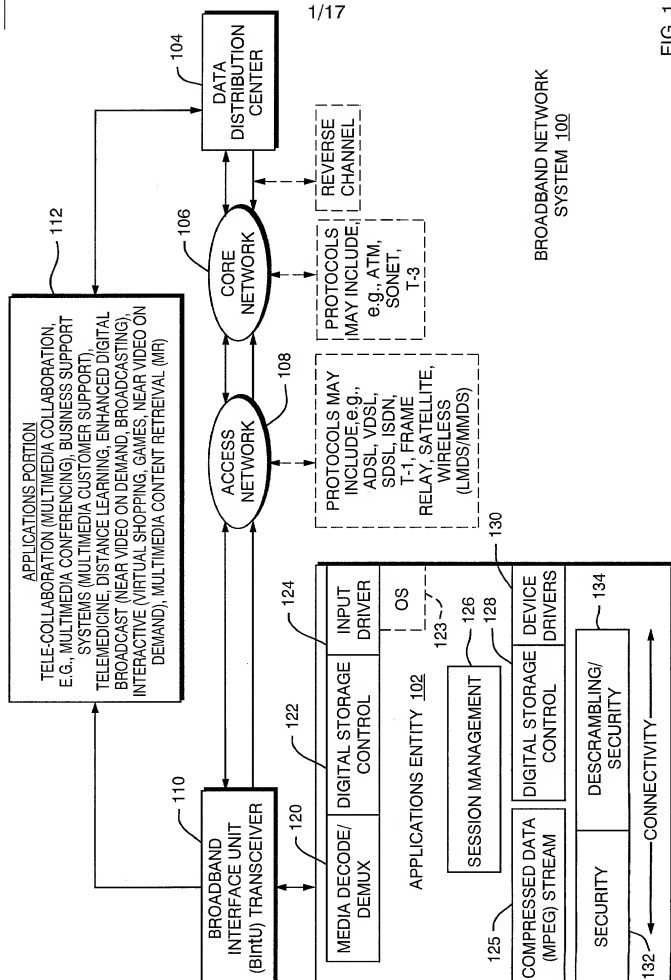 1/17
APPLICATIONS PORTION
TELE-COLLABORATION (MULTIMEDIA COLLABORATION,
E.G., MULTIMEDIA CONFERENCING), BUSINESS SUPPORT
SYSTEMS (MULTIMEDIA CUSTOMER SUPPORT),
TELEMEDICINE, DISTANCE LEARNING, ENHANCED DIGITAL
BROADCAST (NEAR VIDEO ON DEMAND, BROADCASTING),
INTERACTIVE (VIRTUAL SHOPPING, GAMES, NEAR VIDEO ON
DEMAND), MULTIMEDIA CONTENT RETREIVAL (MR)
112
110
BROADBAND
INTERFACE UNIT
(BIntU) TRANSCEIVER
ACCESS
NETWORK
108
CORE
NETWORK
106
DATA
DISTRIBUTION
CENTER
104
PROTOCOLS MAY
INCLUDE,e.g.,
ADSL, VDSL,
SDSL, ISDN,
T-1, FRAME
RELAY, SATELLITE,
WIRELESS
(LMDS/MMDS)
PROTOCOLS
MAY INCLUDE,
e.g., ATM,
SONET,
T-3
REVERSE
CHANNEL
120
122
124
MEDIA DECODE/
DEMUX
DIGITAL STORAGE
CONTROL
INPUT
DRIVER
OS
123
APPLICATIONS ENTITY 102
SESSION MANAGEMENT
126
125
128
130
COMPRESSED DATA
(MPEG) STREAM
DIGITAL STORAGE
CONTROL
DEVICE
DRIVERS
SECURITY
DESCRAMBLING/
SECURITY
134
132
CONNECTIVITY
BROADBAND NETWORK
SYSTEM 100
FIG. 1